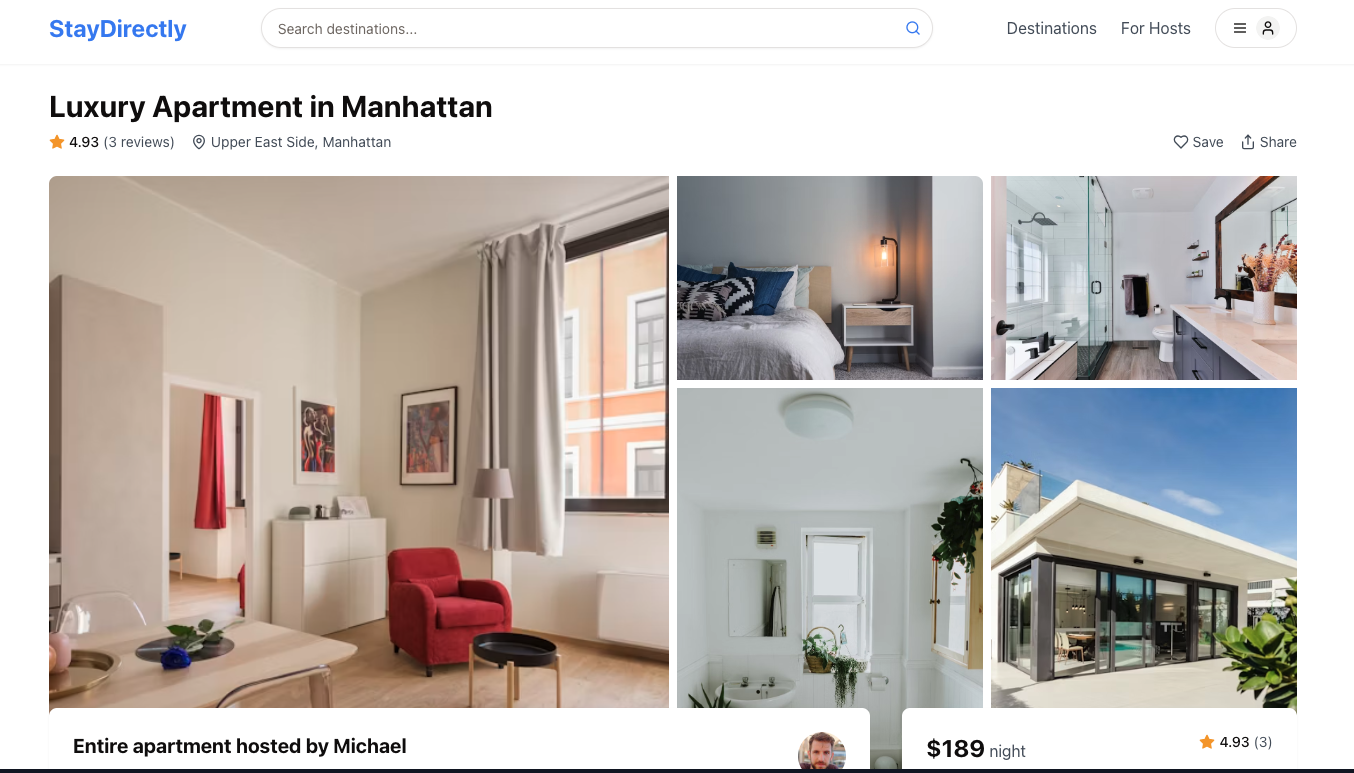 StayDirectly
Search destinations...
Destinations
For Hosts
Luxury Apartment in Manhattan
4.93 (3 reviews)
Upper East Side, Manhattan
Save
Share
Entire apartment hosted by Michael
$189 night
4.93 (3)